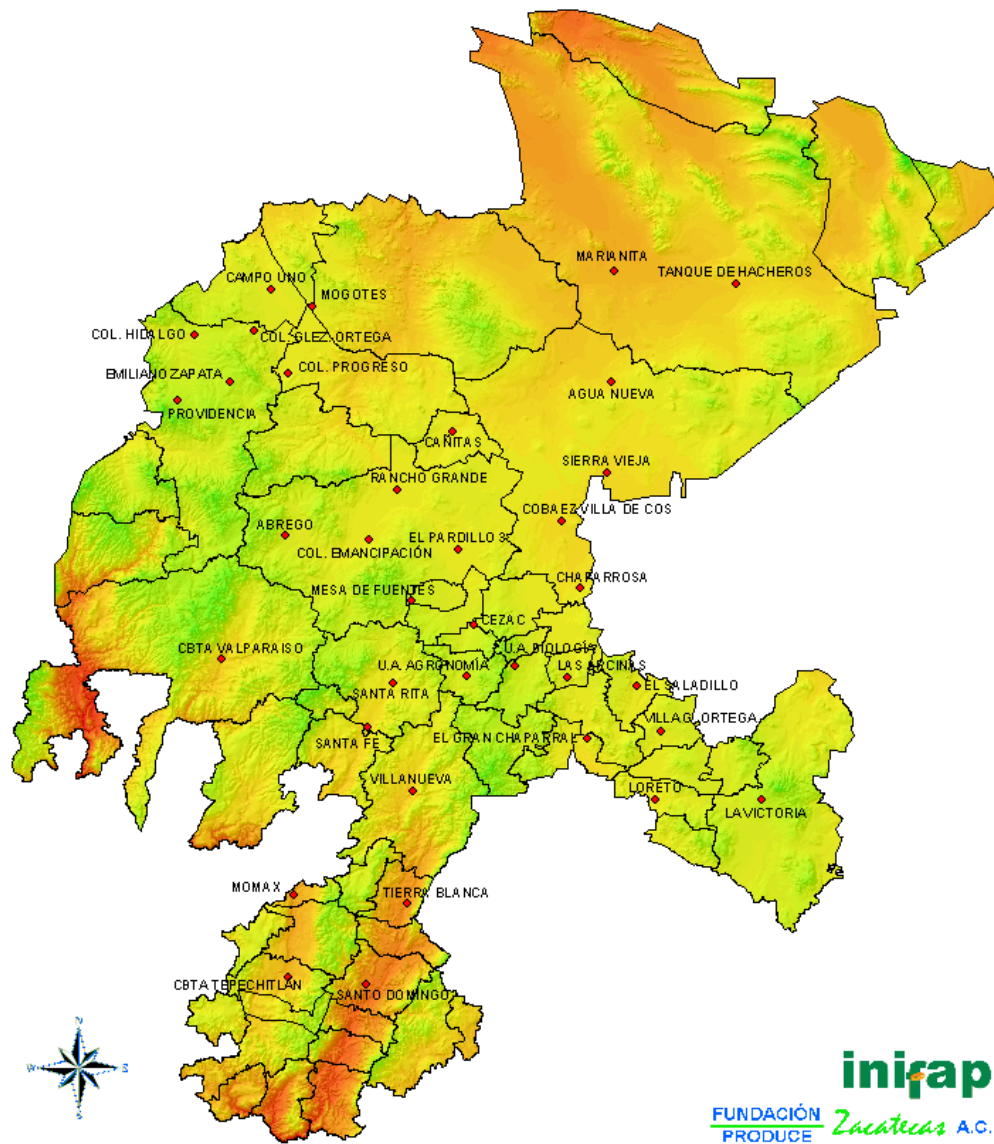 MARIANITA
TANQUE DE HACHEROS
CAMPO UNO
MOGOTES
COL. HIDALGO
COL. GLEZ. ORTEGA
COL. PROGRESO
EMILIANO ZAPATA
AGUA NUEVA
PROVIDENCIA
CAÑITAS
SIERRA VIEJA
RANCHO GRANDE
COBAEZ VILLA DE COS
ABREGO
EL PARDILLO 3
COL. EMANCIPACIÓN
CHAPARROSA
MESA DE FUENTES
CEZAC
U.A. BIOLOGÍA
CBTA VALPARAISO
U.A. AGRONOMÍA
LAS ARCINAS
SANTA RITA
EL SALADILLO
VILLA G. ORTEGA
SANTA FE
EL GRAN CHAPARRAL
VILLANUEVA
LORETO
LA VICTORIA
MOMAX
TIERRA BLANCA
CBTA TEPECHITLÁN
SANTO DOMINGO
N
W
E
S
inifap
FUNDACIÓN
PRODUCE
Zacatecas A.C.